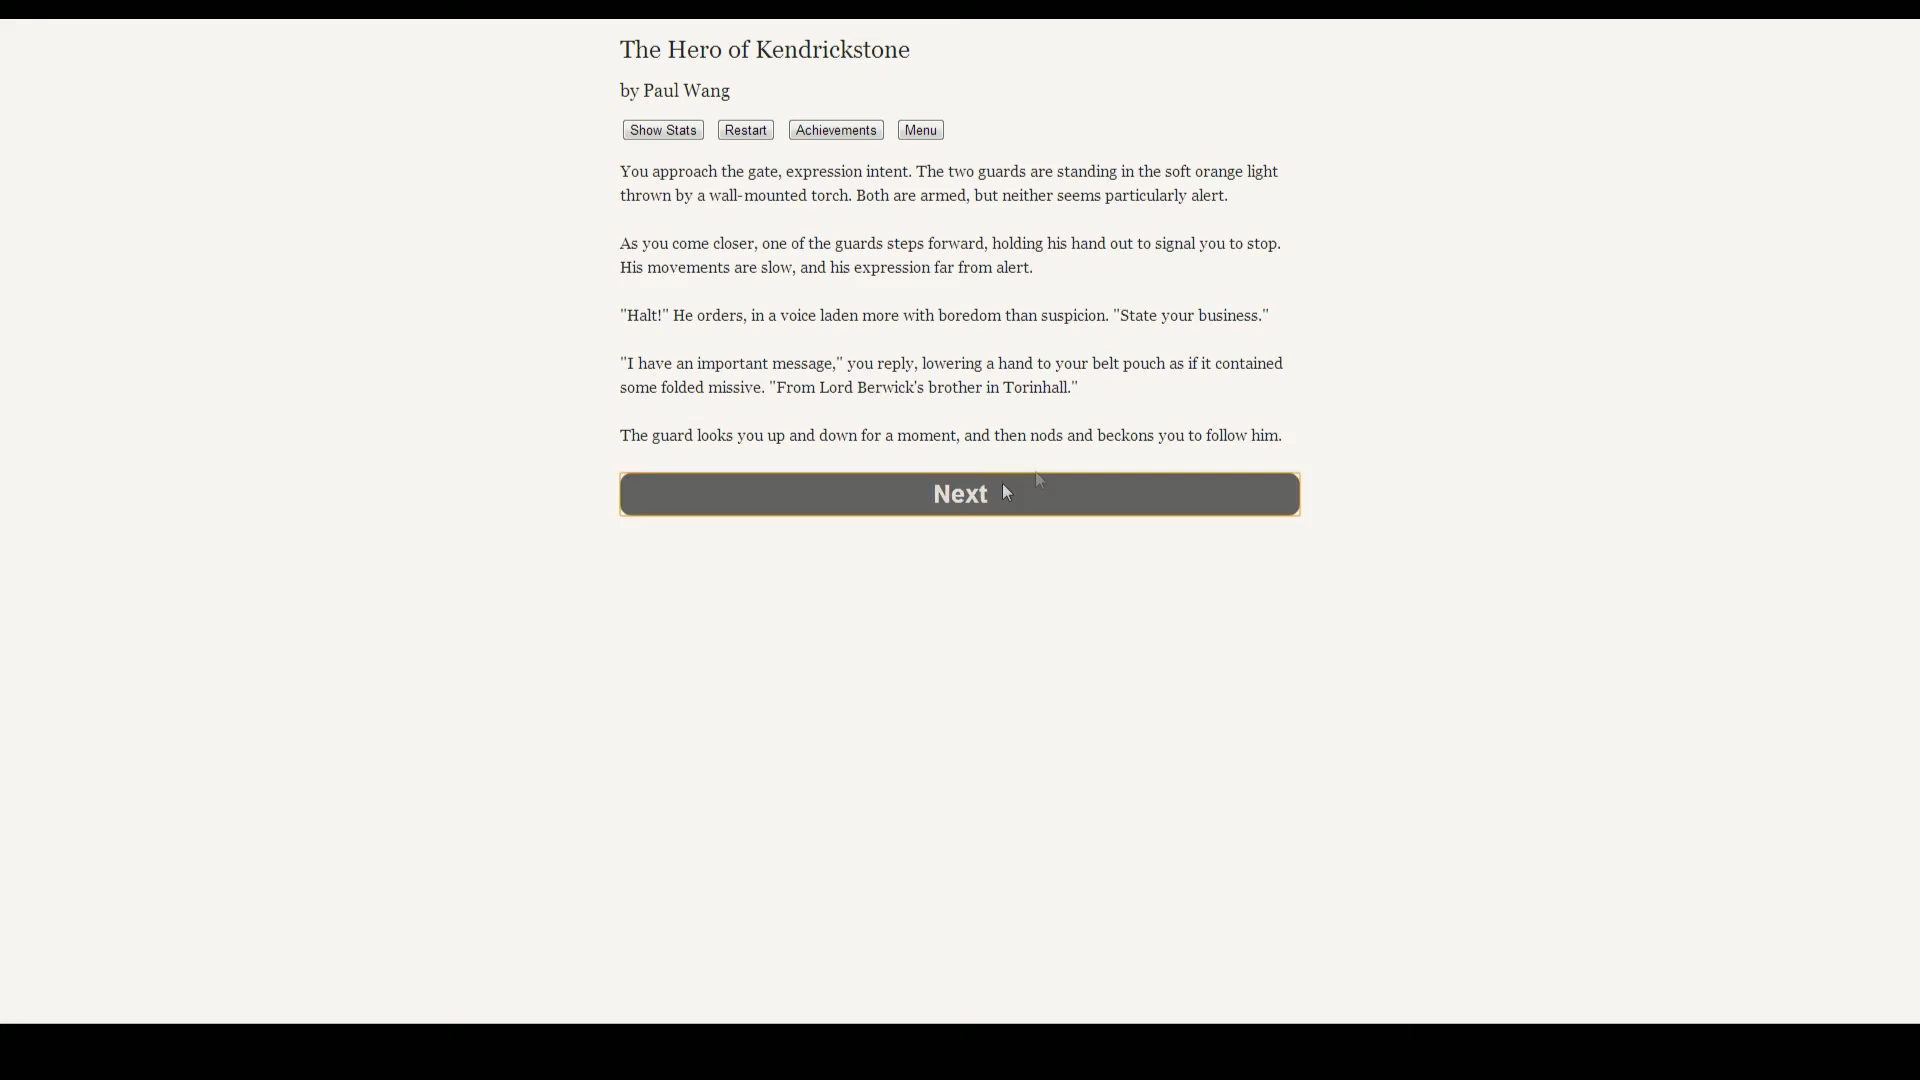 The Hero of Kendrickstone
by Paul Wang
Show Stats Restart Achievements Menu
You approach the gate, expression intent. The two guards are standing in the soft orange light
thrown by a wall-mounted torch. Both are armed, but neither seems particularly alert.
As you come closer, one of the guards steps forward, holding his hand out to signal you to stop.
His movements are slow, and his expression far from alert.
"Halt!" He orders, in a voice laden more with boredom than suspicion. "State your business."
"I have an important message," you reply, lowering a hand to your belt pouch as if it contained
some folded missive. "From Lord Berwick's brother in Torinhall."
The guard looks you up and down for a moment, and then nods and beckons you to follow him.
Next